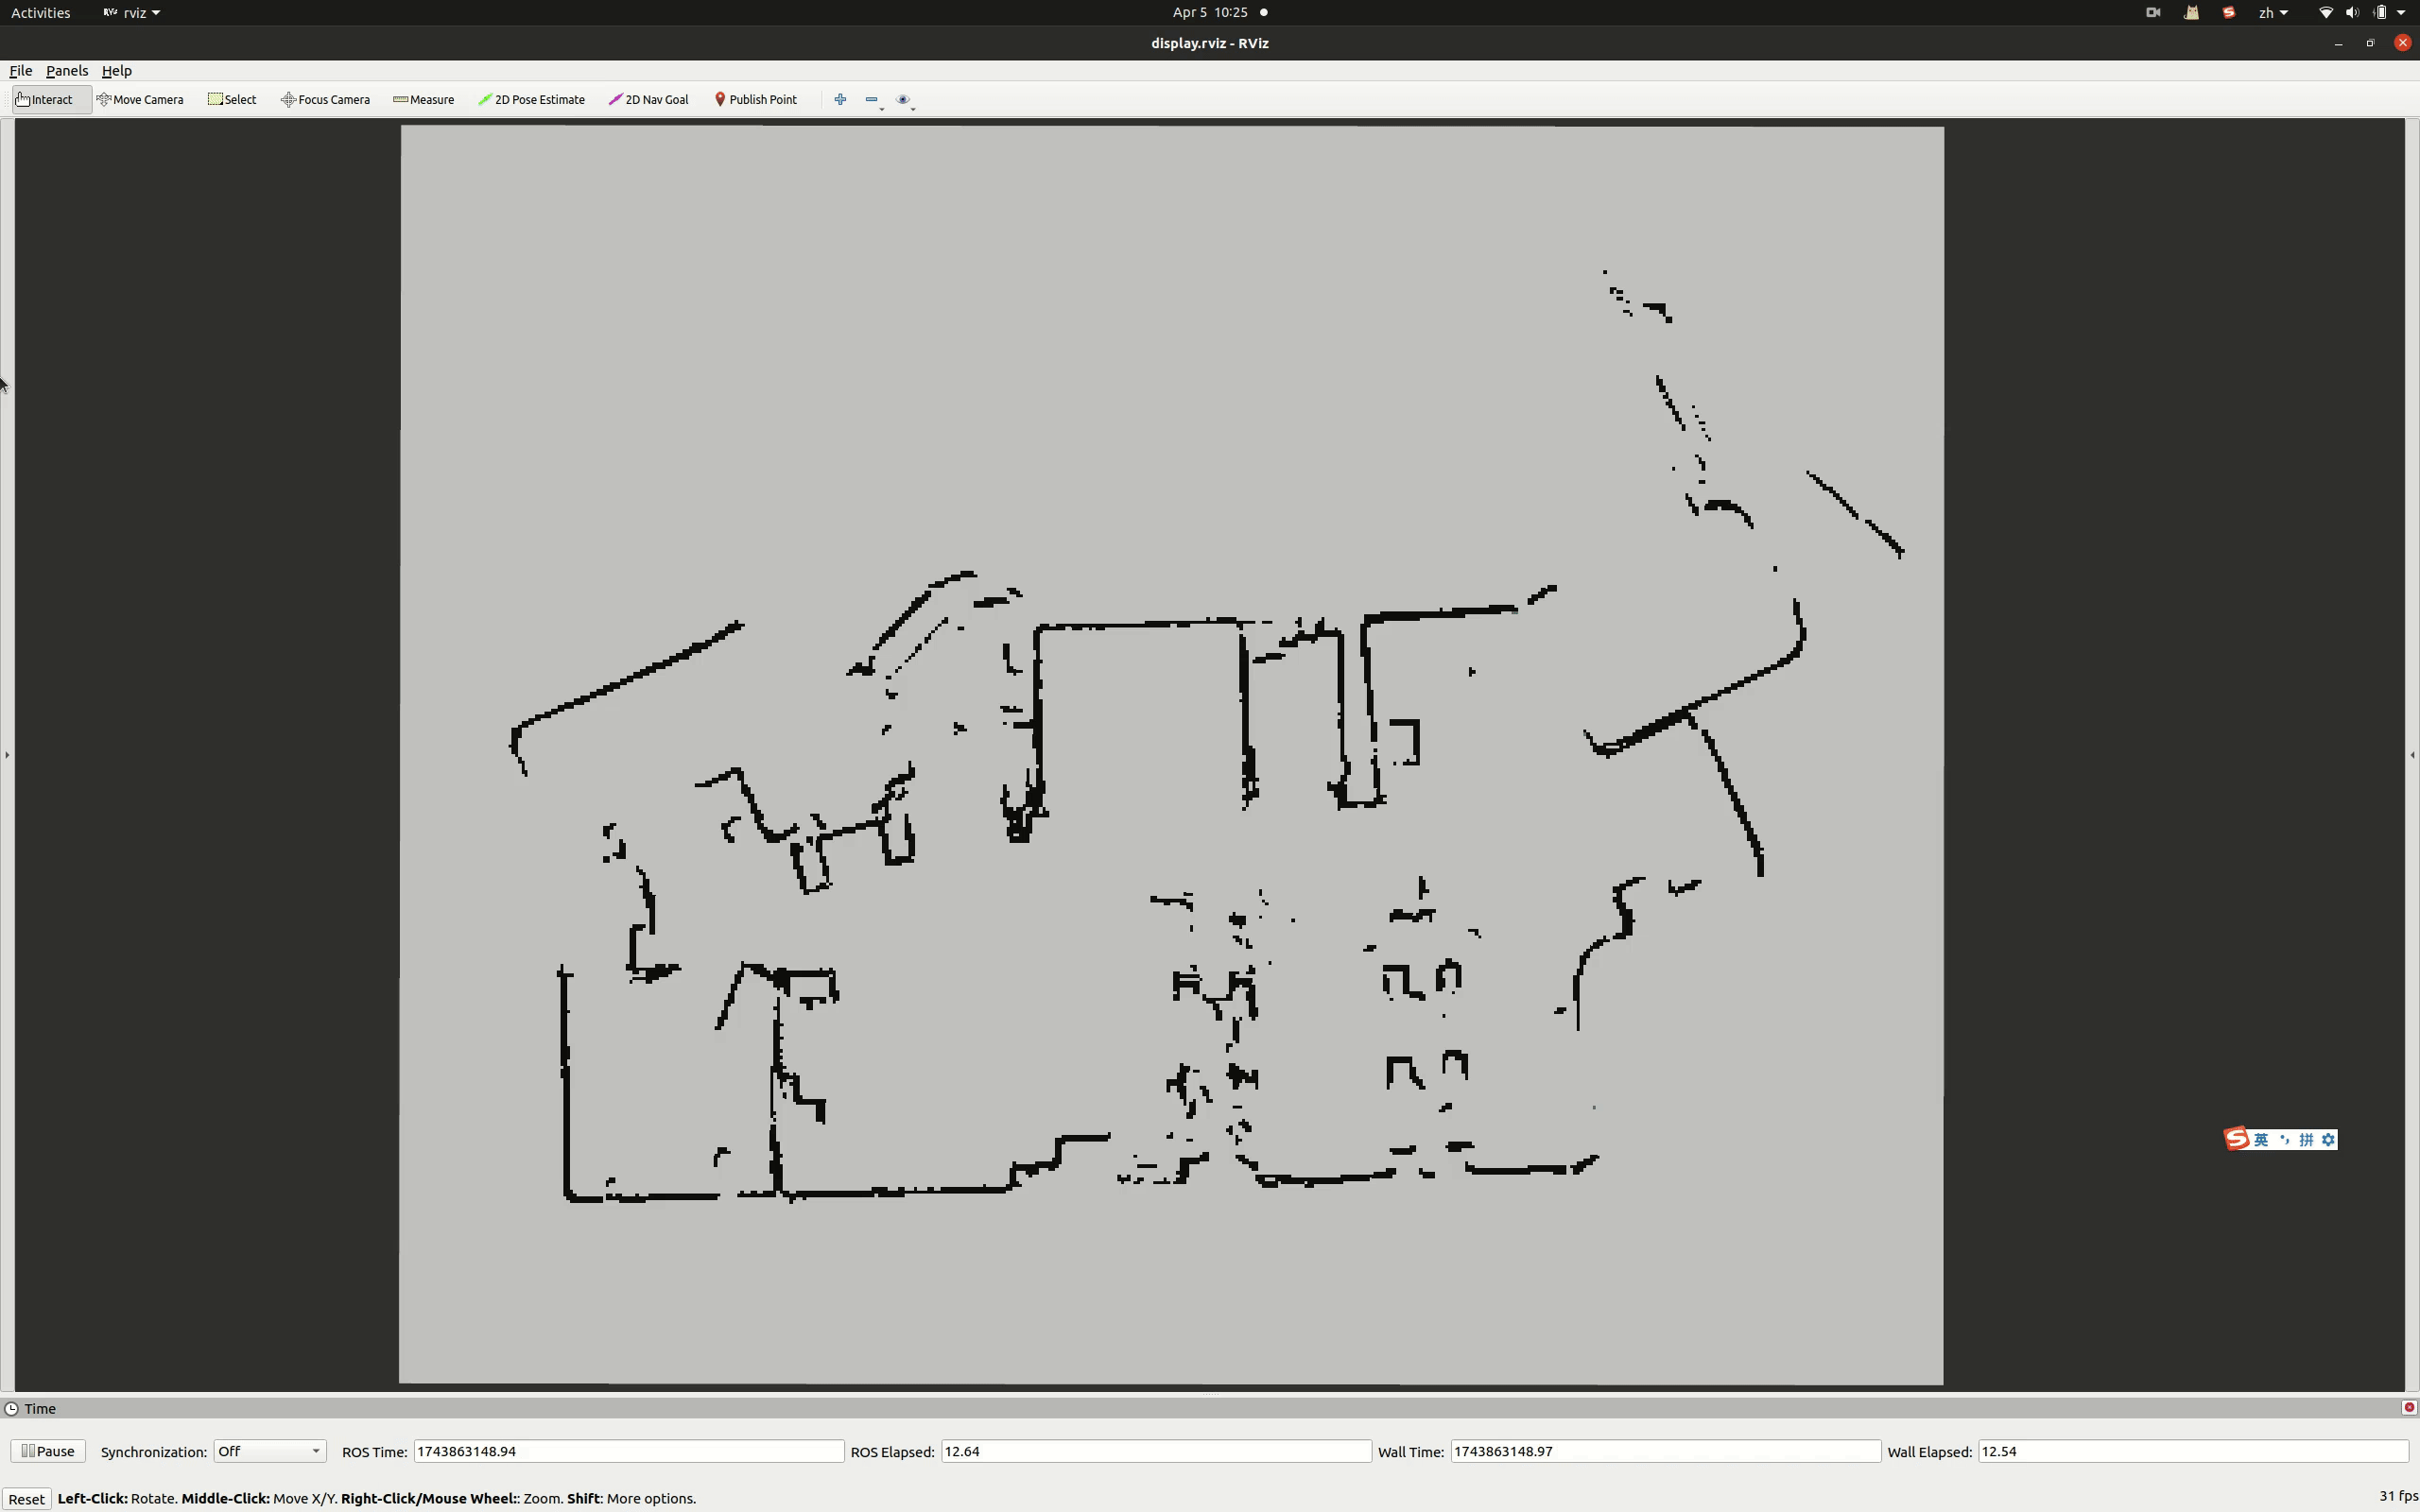 Activities RViz rviz Apr 5 10:25 zh
display.rviz - RViz
File Panels Help
Interact Move Camera Select Focus Camera Measure 2D Pose Estimate 2D Nav Goal Publish Point
S 英 拼
Time
Pause Synchronization: Off ROS Time: 1743863148.94 ROS Elapsed: 12.64 Wall Time: 1743863148.97 Wall Elapsed: 12.54
Reset Left-Click: Rotate. Middle-Click: Move X/Y. Right-Click/Mouse Wheel:: Zoom. Shift: More options. 31 fps